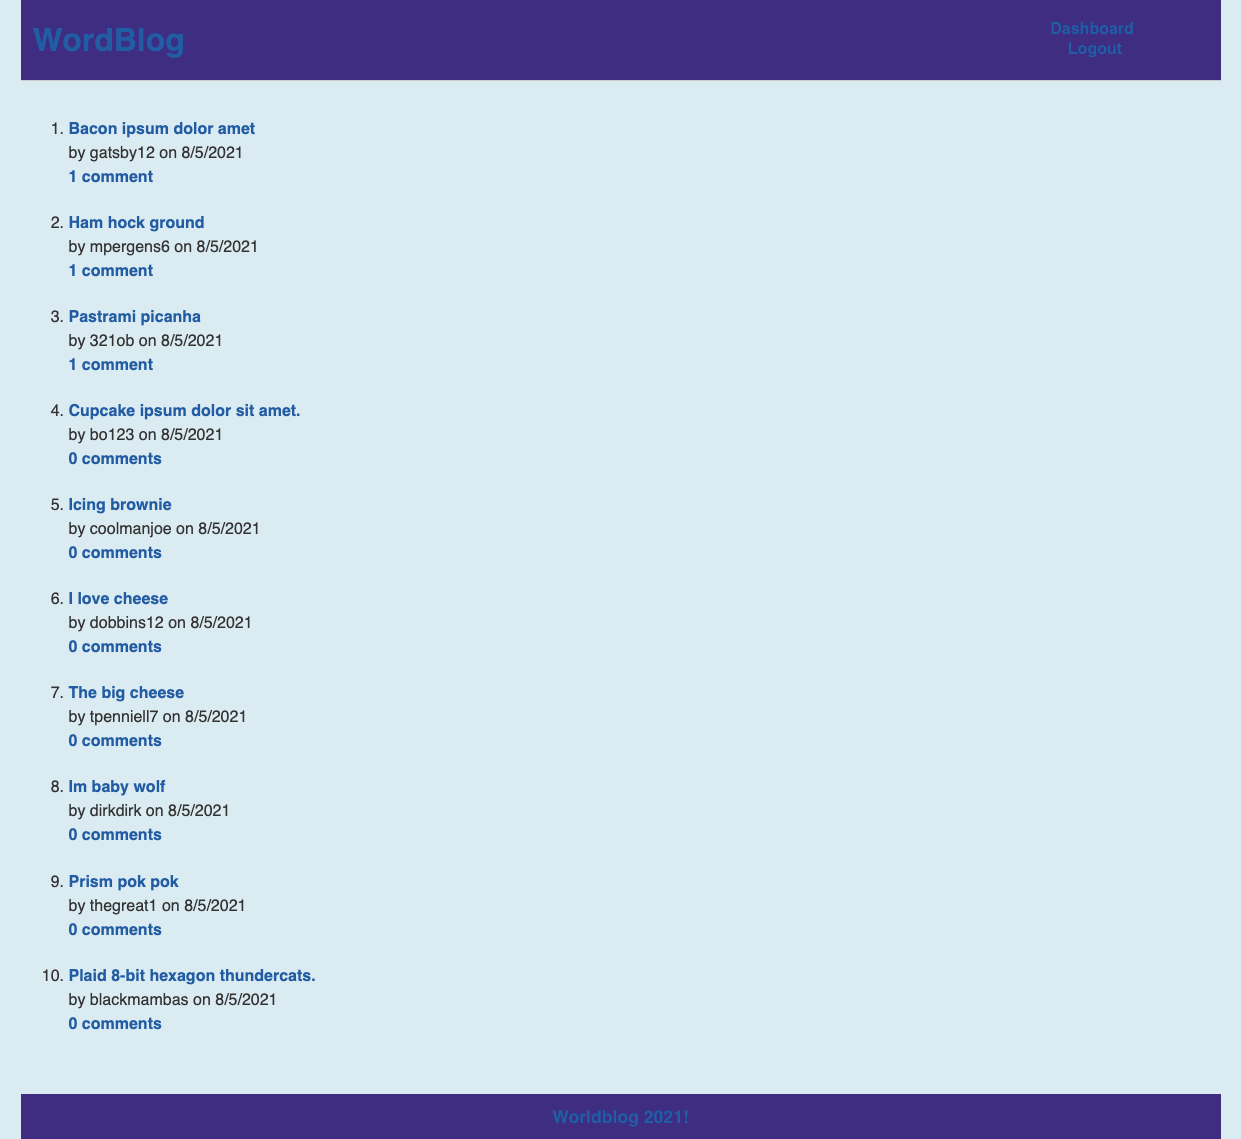 WordBlog
Dashboard
Logout
1. Bacon ipsum dolor amet
by gatsby12 on 8/5/2021
1 comment
2. Ham hock ground
by mpergens6 on 8/5/2021
1 comment
3. Pastrami picanha
by 321ob on 8/5/2021
1 comment
4. Cupcake ipsum dolor sit amet.
by bo123 on 8/5/2021
0 comments
5. Icing brownie
by coolmanjoe on 8/5/2021
0 comments
6. I love cheese
by dobbins12 on 8/5/2021
0 comments
7. The big cheese
by tpenniell7 on 8/5/2021
0 comments
8. Im baby wolf
by dirkdirk on 8/5/2021
0 comments
9. Prism pok pok
by thegreat1 on 8/5/2021
0 comments
10. Plaid 8-bit hexagon thundercats.
by blackmambas on 8/5/2021
0 comments
Worldblog 2021!